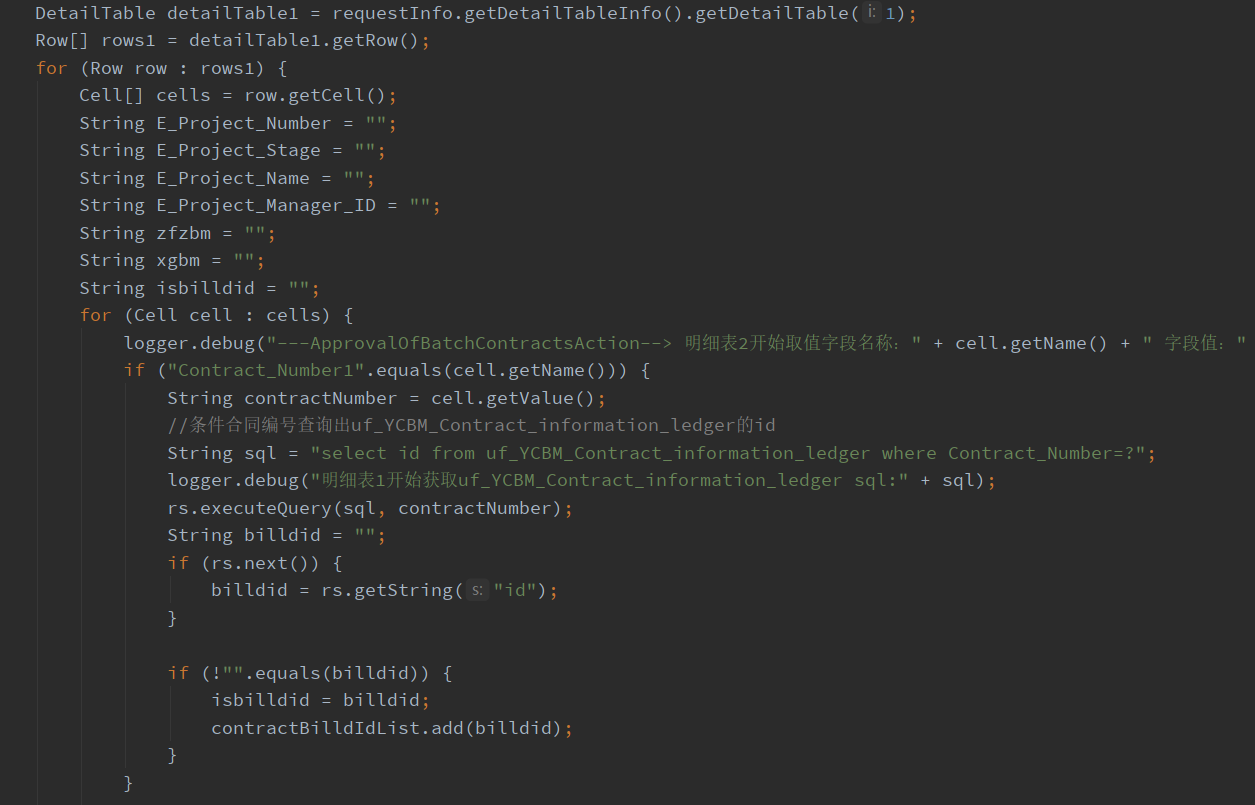 DetailTable detailTable1 = requestInfo.getDetailTableInfo().getDetailTable( i: 1);
Row[] rows1 = detailTable1.getRow();
for (Row row : rows1) {
Cell[] cells = row.getCell();
String E_Project_Number = "";
String E_Project_Stage = "";
String E_Project_Name = "";
String E_Project_Manager_ID = "";
String zfzbm = "";
String xgbm = "";
String isbilldid = "";
for (Cell cell : cells) {
logger.debug("---ApprovalOfBatchContractsAction--> 明细表2开始取值字段名称: " + cell.getName() + " 字段值: "
if ("Contract_Number1".equals(cell.getName())) {
String contractNumber = cell.getValue();
//条件合同编号查询出uf_YCBM_Contract_information_ledger的id
String sql = "select id from uf_YCBM_Contract_information_ledger where Contract_Number=?";
logger.debug("明细表1开始获取uf_YCBM_Contract_information_ledger sql:" + sql);
rs.executeQuery(sql, contractNumber);
String billdid = "";
if (rs.next()) {
billdid = rs.getString( s: "id");
}
if (!"".equals(billdid)) {
isbilldid = billdid;
contractBilldIdList.add(billdid);
}
}